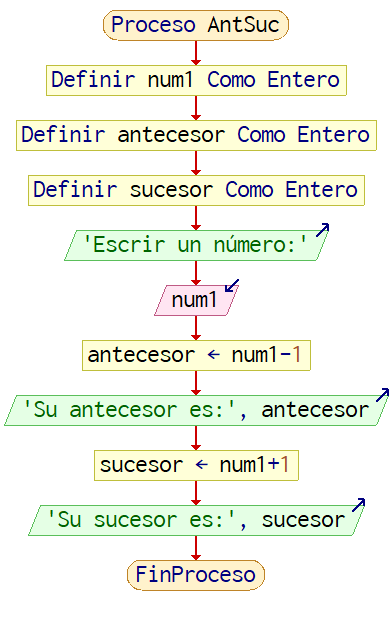 Proceso AntSuc
Definir num1 Como Entero
Definir antecesor Como Entero
Definir sucesor Como Entero
'Escrir un número:'
num1
antecesor ← num1-1
'Su antecesor es:', antecesor
sucesor ← num1+1
'Su sucesor es:', sucesor
FinProceso